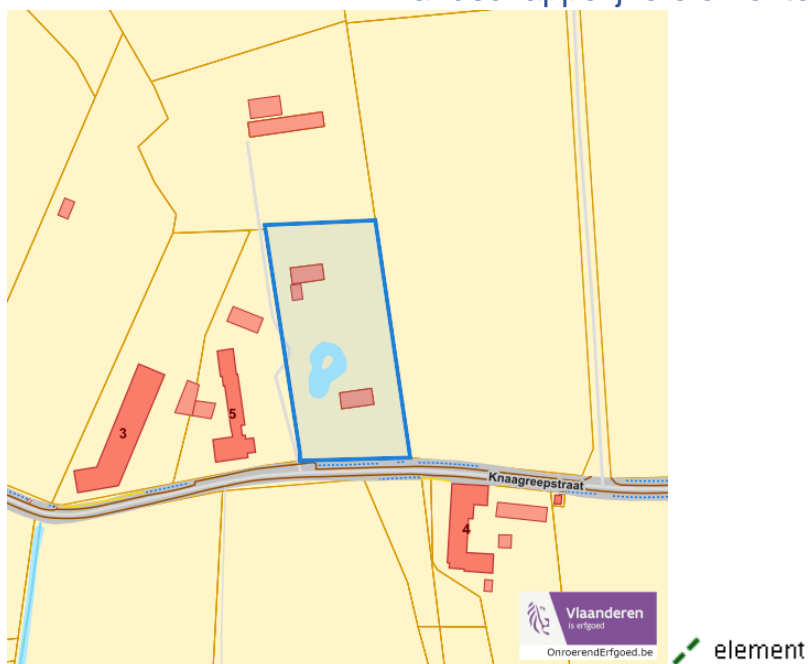 3
5
Knaagreepstraat
4
Vlaanderen
is erfgoed
OnroerendErfgoed.be
element